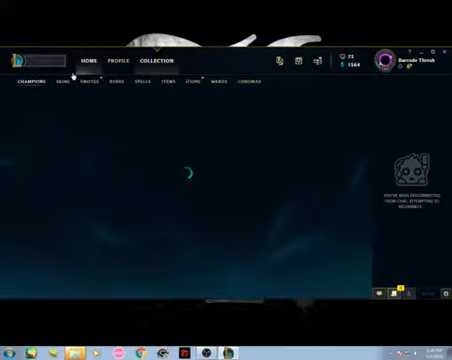 HOME PROFILE COLLECTION
73
1564
Barcode Thresh
CHAMPIONS SKINS EMOTES RUNES SPELLS ITEMS ICONS WARDS CHROMAS
YOU'VE BEEN DISCONNECTED
FROM CHAT. ATTEMPTING TO
RECONNECT...